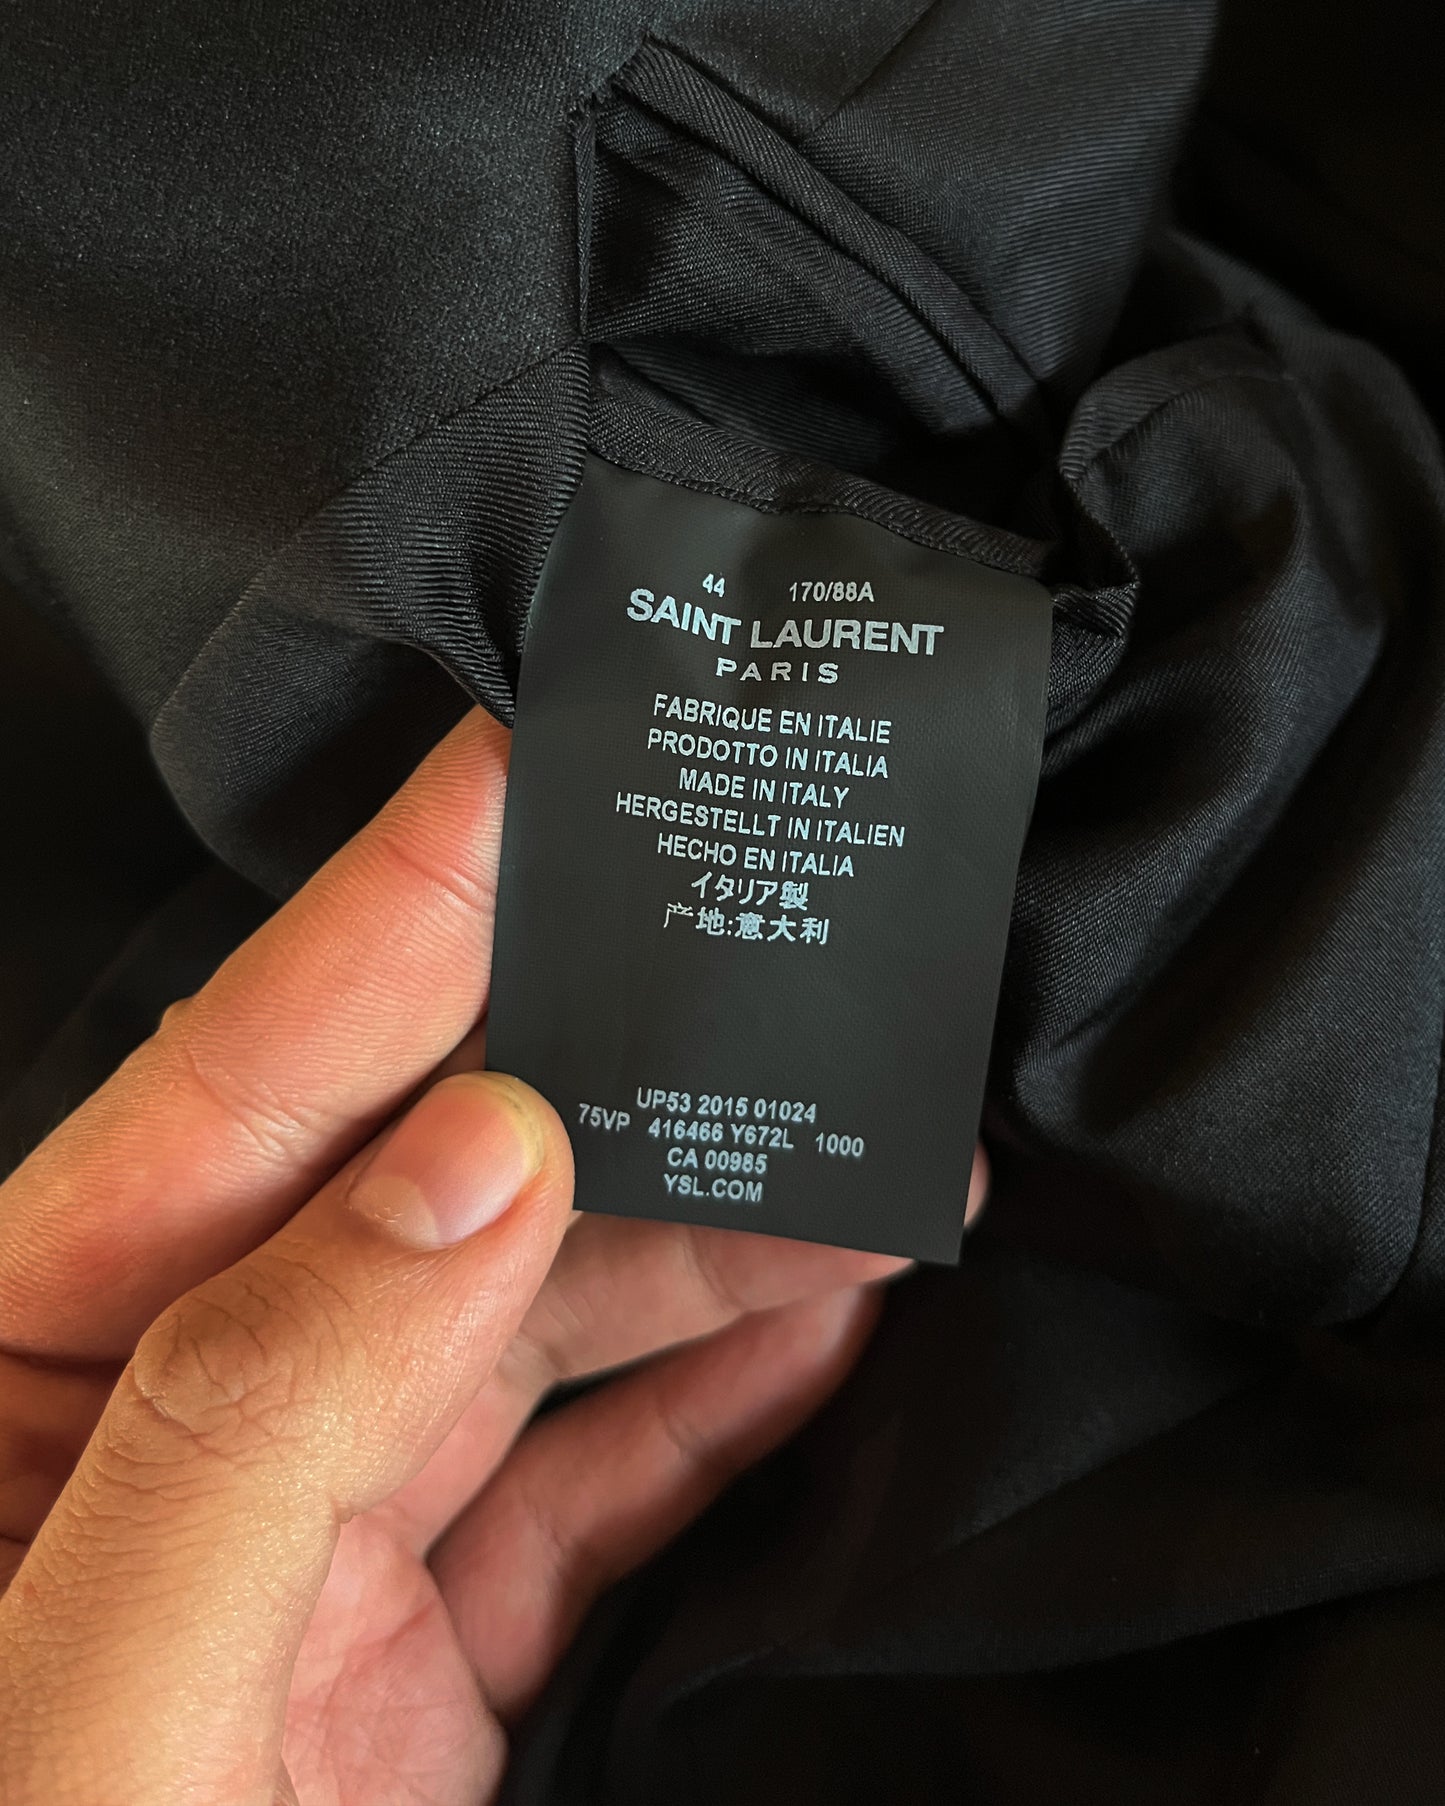 44 170/88A
SAINT LAURENT
PARIS
FABRIQUE EN ITALIE
PRODOTTO IN ITALIA
MADE IN ITALY
HERGESTELLT IN ITALIEN
HECHO EN ITALIA
イタリア製
产地:意大利
UP53 2015 01024
75VP 416466 Y672L 1000
CA 00985
YSL.COM